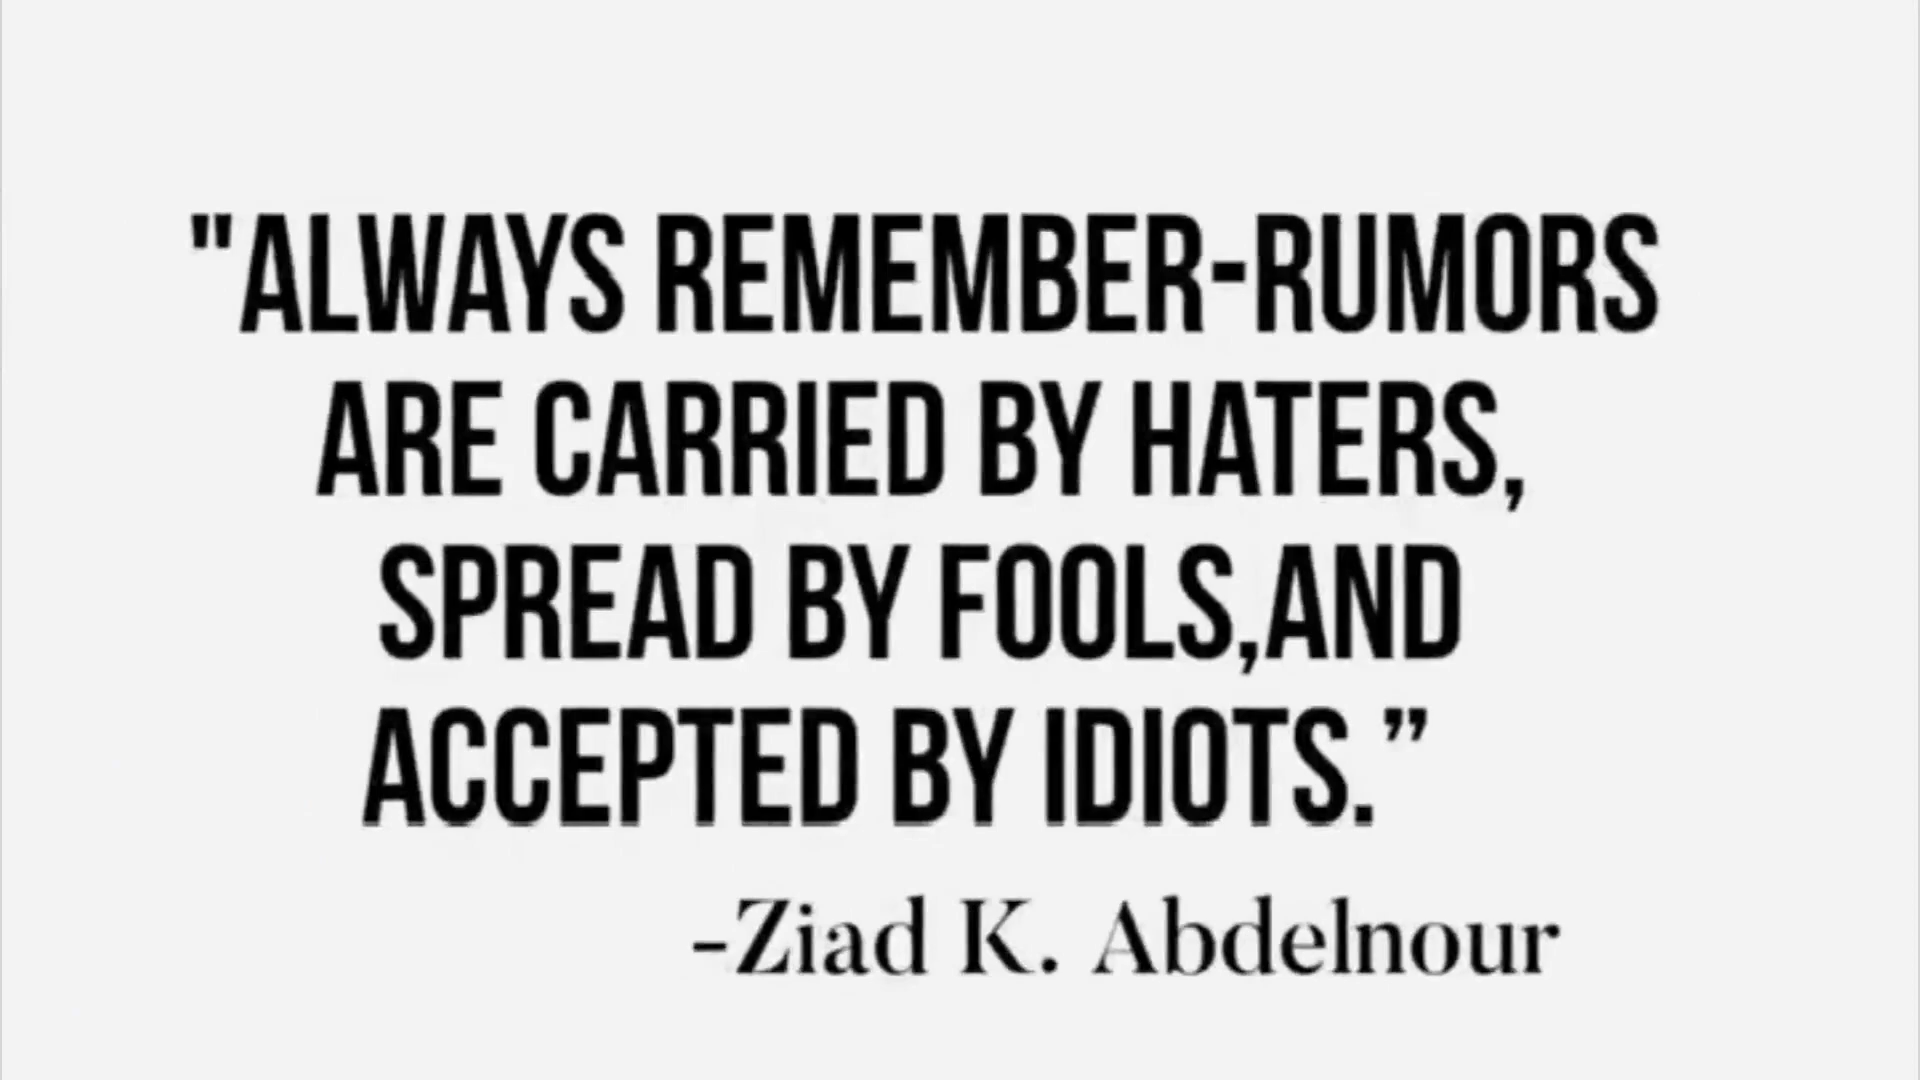 "ALWAYS REMEMBER-RUMORS
ARE CARRIED BY HATERS,
SPREAD BY FOOLS,AND
ACCEPTED BY IDIOTS.”
-Ziad K. Abdelnour